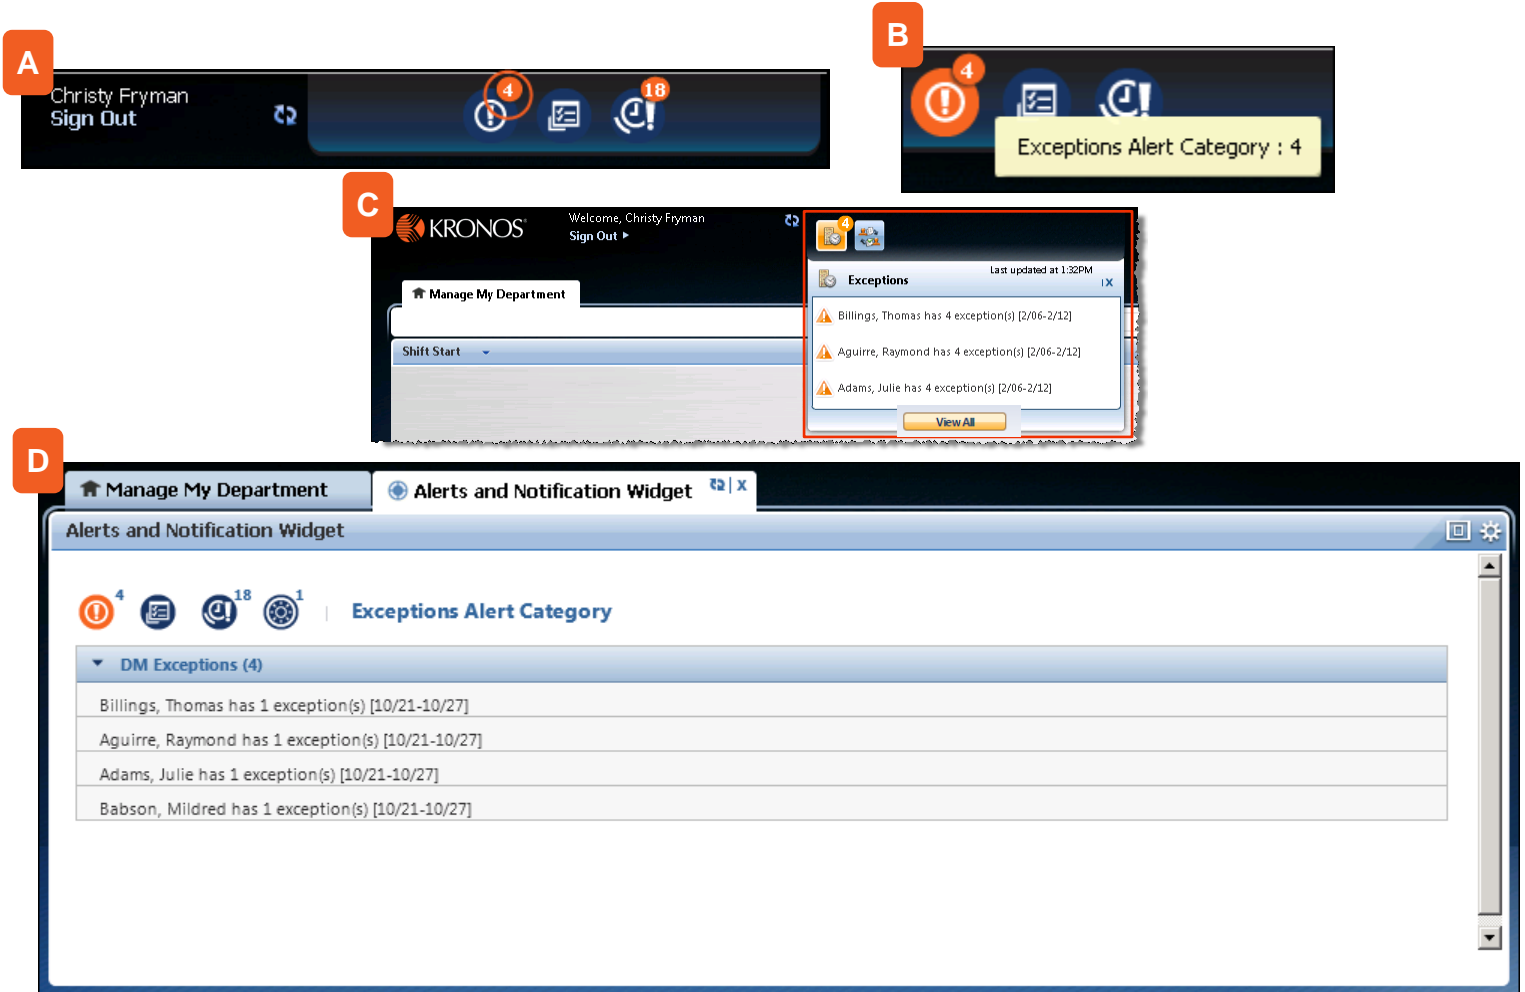 A
Christy Fryman
Sign Out
4
18
B
4
Exceptions Alert Category : 4
C
KRONOS
Welcome, Christy Fryman
Sign Out
4
Manage My Department
Shift Start
Exceptions
Last updated at 1:32PM
X
Billings, Thomas has 4 exception(s) [2/06-2/12]
Aguirre, Raymond has 4 exception(s) [2/06-2/12]
Adams, Julie has 4 exception(s) [2/06-2/12]
View All
D
Manage My Department
Alerts and Notification Widget
X
Alerts and Notification Widget
4
18
1
Exceptions Alert Category
DM Exceptions (4)
Billings, Thomas has 1 exception(s) [10/21-10/27]
Aguirre, Raymond has 1 exception(s) [10/21-10/27]
Adams, Julie has 1 exception(s) [10/21-10/27]
Babson, Mildred has 1 exception(s) [10/21-10/27]